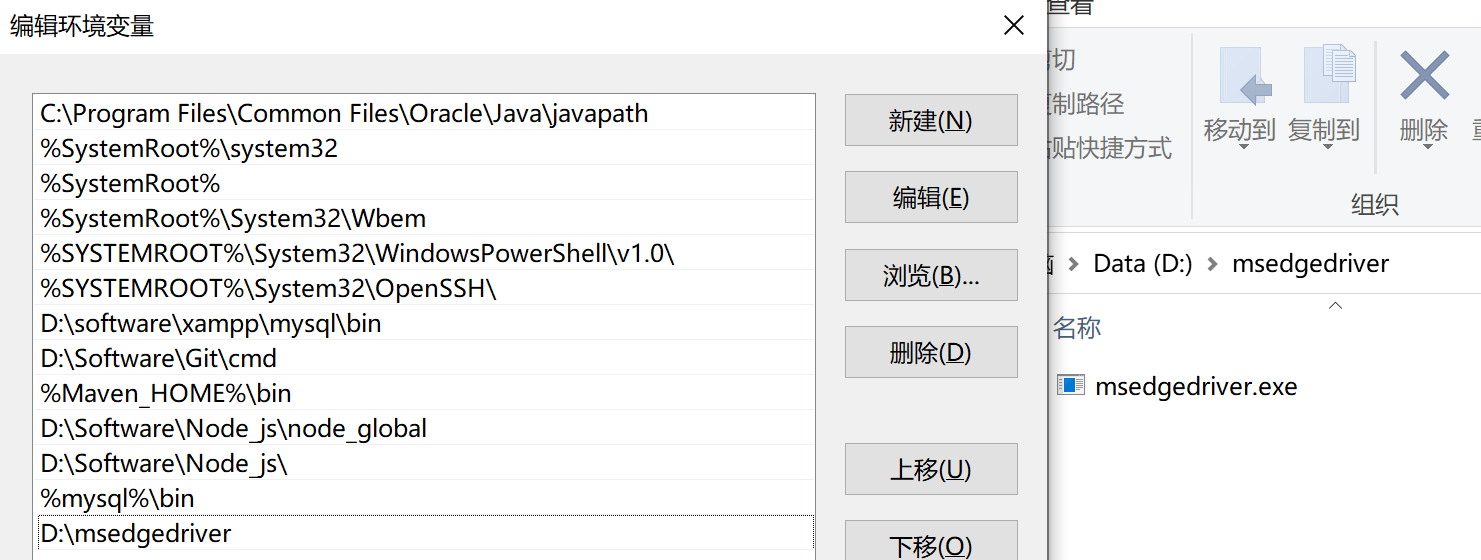 编辑环境变量
C:\Program Files\Common Files\Oracle\Java\javapath
%SystemRoot%\system32
%SystemRoot%
%SystemRoot%\System32\Wbem
%SYSTEMROOT%\System32\WindowsPowerShell\v1.0\
%SYSTEMROOT%\System32\OpenSSH\
D:\software\xampp\mysql\bin
D:\Software\Git\cmd
%Maven_HOME%\bin
D:\Software\Node_js\node_global
D:\Software\Node_js\
%mysql%\bin
D:\msedgedriver
新建(N)
编辑(E)
浏览(B)...
删除(D)
上移(U)
下移(O)
查看
剪切
复制路径
粘贴快捷方式
移动到
复制到
删除
组织
Data (D:) > msedgedriver
名称
msedgedriver.exe